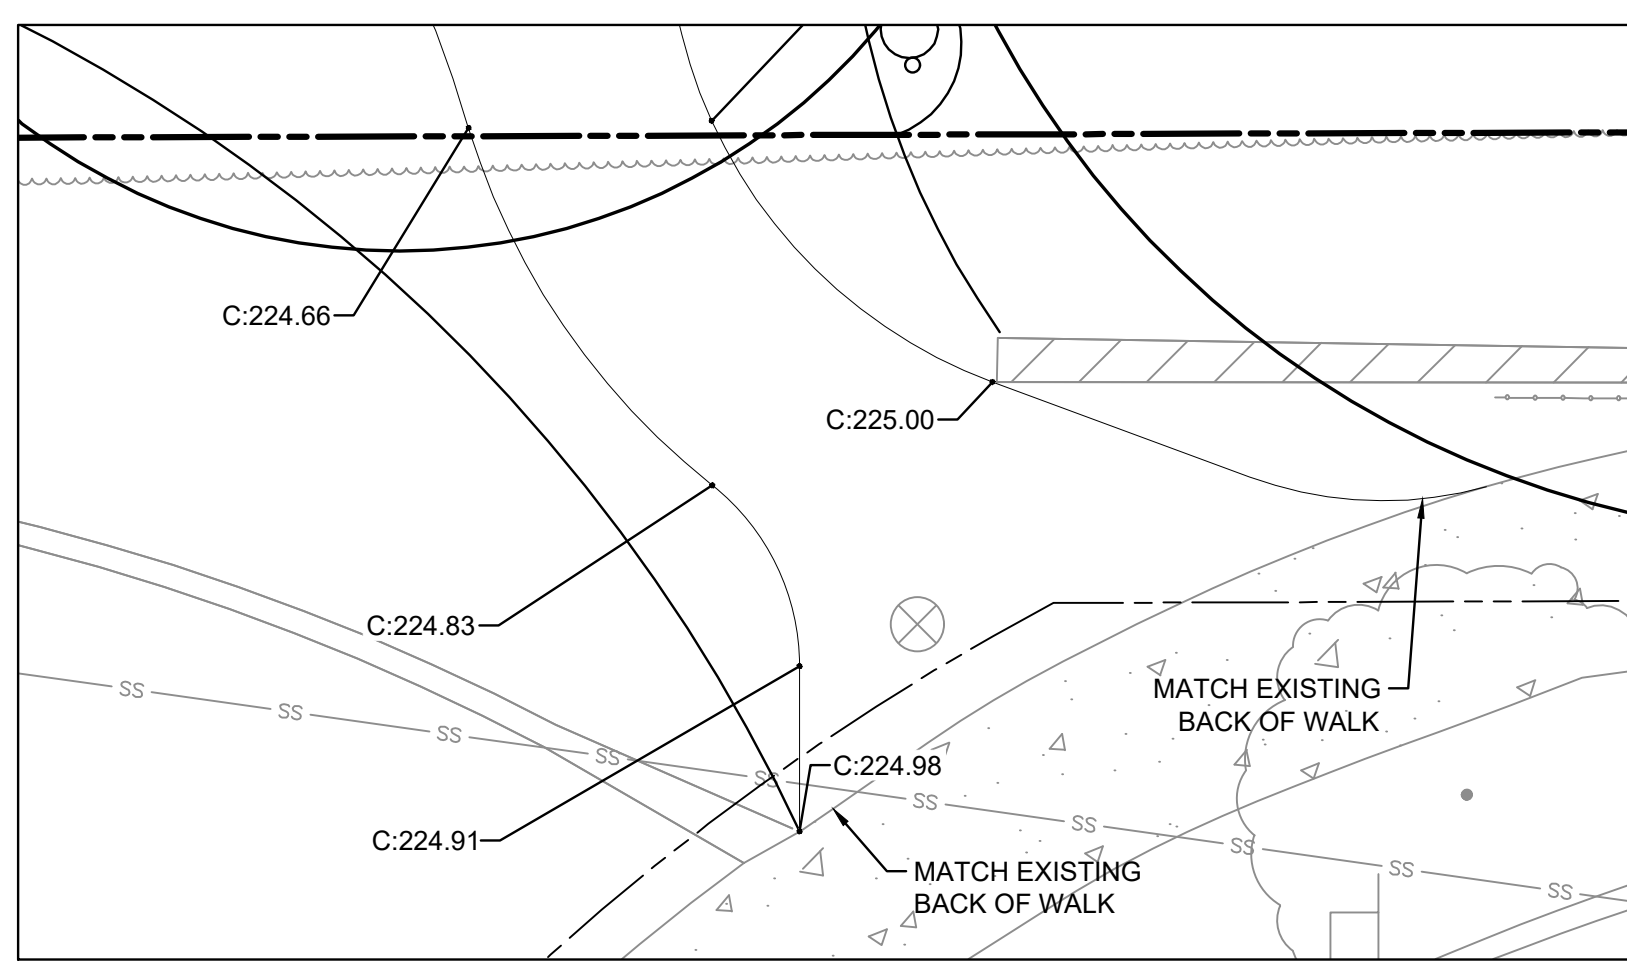 C:224.66
C:225.00
C:224.83
MATCH EXISTING
BACK OF WALK
SS
SS
SS
SS
SS
SS
SS
SS
SS
SS
C:224.98
C:224.91
MATCH EXISTING
BACK OF WALK